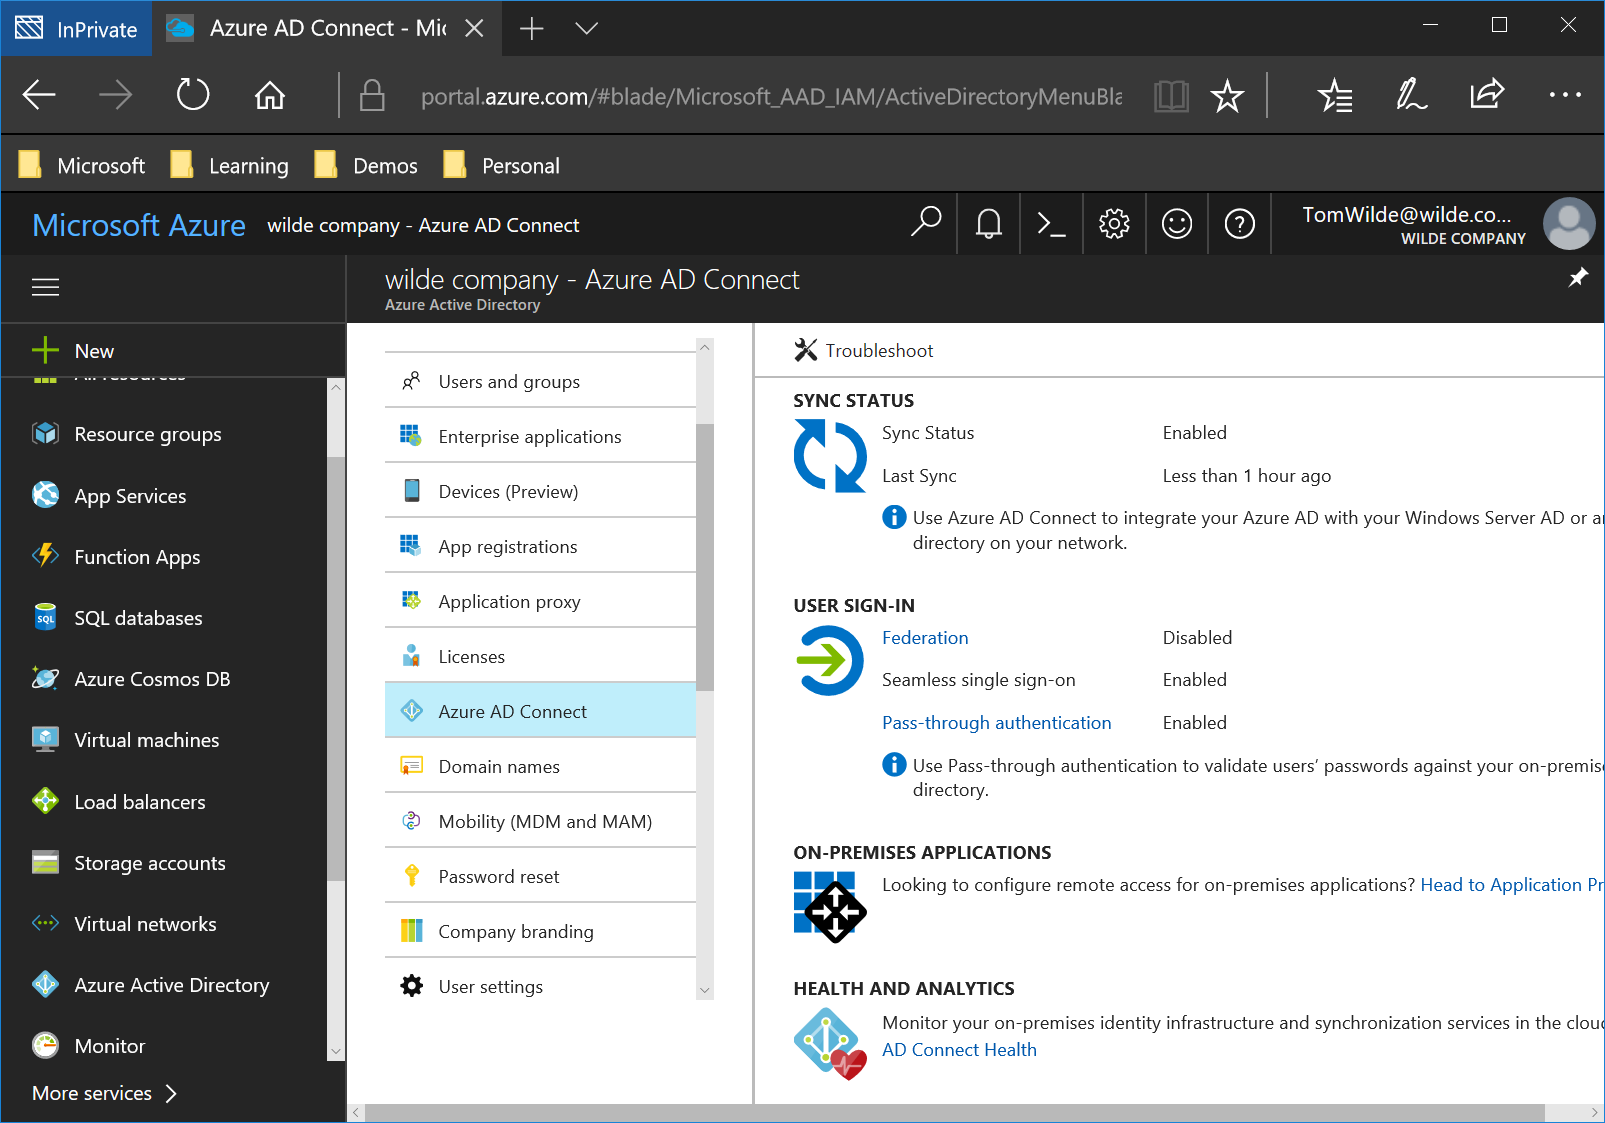 InPrivate
Azure AD Connect - Mic
portal.azure.com/#blade/Microsoft_AAD_IAM/ActiveDirectoryMenuBla
Microsoft
Learning
Demos
Personal
Microsoft Azure
wilde company - Azure AD Connect
TomWilde@wilde.co...
WILDE COMPANY
wilde company - Azure AD Connect
Azure Active Directory
New
All resources
Resource groups
App Services
Function Apps
SQL databases
Azure Cosmos DB
Virtual machines
Load balancers
Storage accounts
Virtual networks
Azure Active Directory
Monitor
More services
Users and groups
Enterprise applications
Devices (Preview)
App registrations
Application proxy
Licenses
Azure AD Connect
Domain names
Mobility (MDM and MAM)
Password reset
Company branding
User settings
Troubleshoot
SYNC STATUS
Sync Status Enabled
Last Sync Less than 1 hour ago
Use Azure AD Connect to integrate your Azure AD with your Windows Server AD or
directory on your network.
USER SIGN-IN
Federation Disabled
Seamless single sign-on Enabled
Pass-through authentication Enabled
Use Pass-through authentication to validate users' passwords against your on-premise
directory.
ON-PREMISES APPLICATIONS
Looking to configure remote access for on-premises applications? Head to Application Pr
HEALTH AND ANALYTICS
Monitor your on-premises identity infrastructure and synchronization services in the clou
AD Connect Health